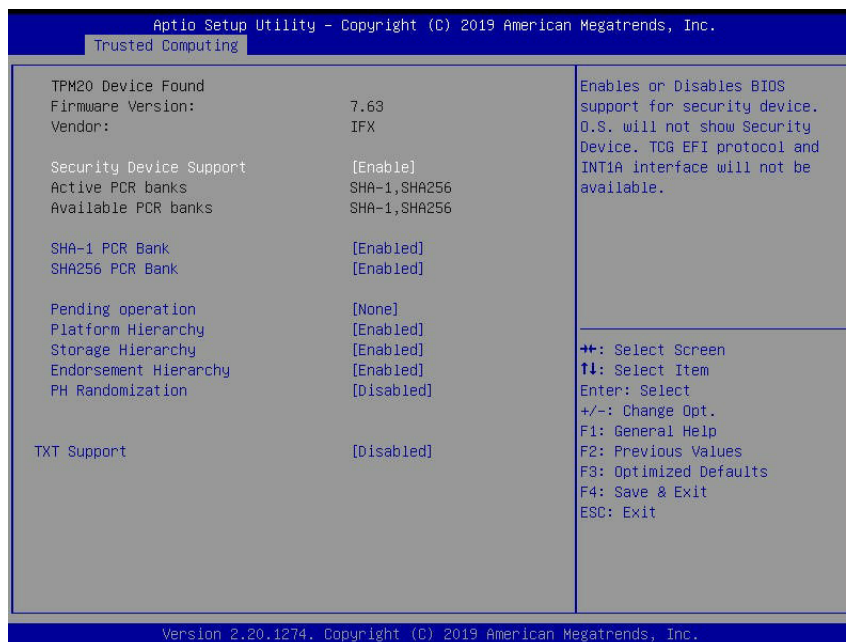 Aptio Setup Utility – Copyright (C) 2019 American Megatrends, Inc.
Trusted Computing
TPM20 Device Found
Firmware Version: 7.63
Vendor: IFX
Security Device Support [Enable]
Active PCR banks SHA-1,SHA256
Available PCR banks SHA-1,SHA256
SHA-1 PCR Bank [Enabled]
SHA256 PCR Bank [Enabled]
Pending operation [None]
Platform Hierarchy [Enabled]
Storage Hierarchy [Enabled]
Endorsement Hierarchy [Enabled]
PH Randomization [Disabled]
TXT Support [Disabled]
Enables or Disables BIOS
support for security device.
O.S. will not show Security
Device. TCG EFI protocol and
INT1A interface will not be
available.
→←: Select Screen
↑↓: Select Item
Enter: Select
+/-: Change Opt.
F1: General Help
F2: Previous Values
F3: Optimized Defaults
F4: Save & Exit
ESC: Exit
Version 2.20.1274. Copyright (C) 2019 American Megatrends, Inc.